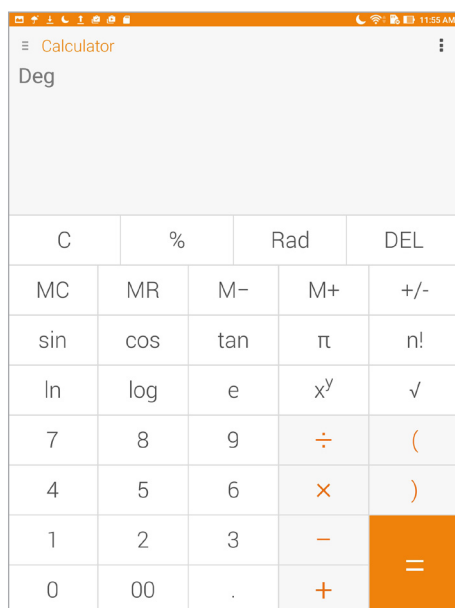 11:55 AM
Calculator
Deg
C % Rad DEL
MC MR M− M+ +/-
sin cos tan π n!
ln log e xʸ √
7 8 9 ÷ (
4 5 6 × )
1 2 3 −
=
0 00 . +